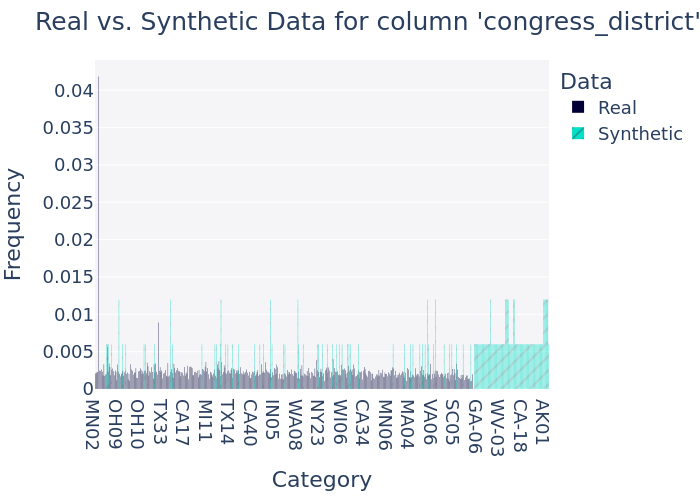 Real vs. Synthetic Data for column 'congress_district'
Data
Real
Synthetic
Frequency
0.04
0.035
0.03
0.025
0.02
0.015
0.01
0.005
0
MN02
OH09
OH10
TX33
CA17
MI11
TX14
CA40
IN05
WA08
NY23
WI06
CA34
MN06
MA04
VA06
SC05
GA-06
WV-03
CA-18
AK01
Category